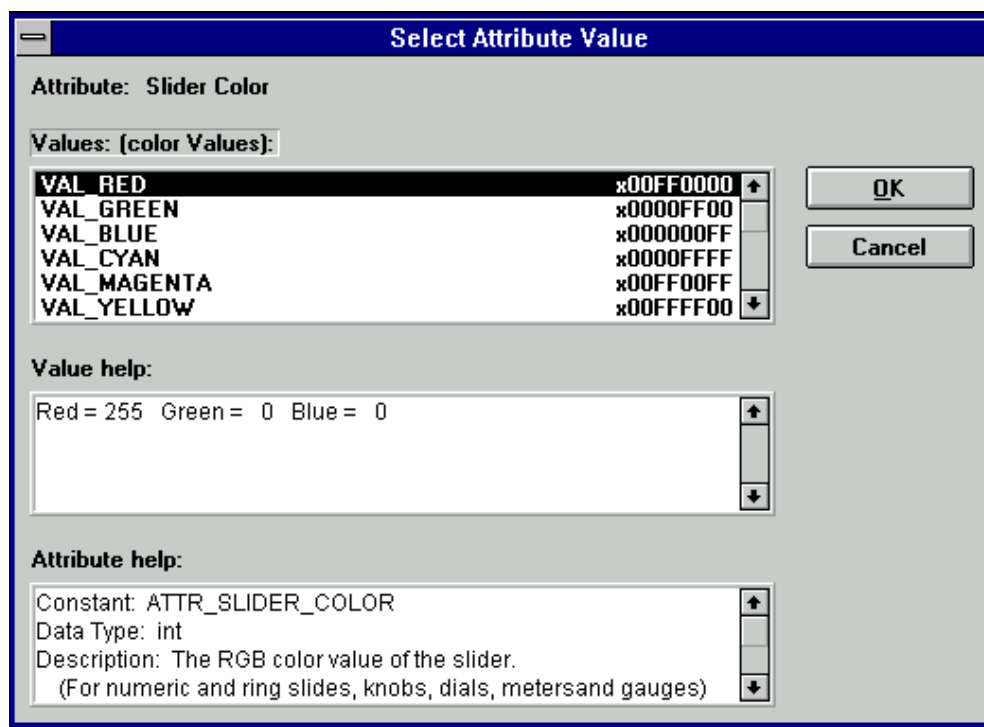 Select Attribute Value
Attribute: Slider Color
Values: (color Values):
VAL_RED x00FF0000
VAL_GREEN x0000FF00
VAL_BLUE x000000FF
VAL_CYAN x0000FFFF
VAL_MAGENTA x00FF00FF
VAL_YELLOW x00FFFF00
OK
Cancel
Value help:
Red = 255 Green = 0 Blue = 0
Attribute help:
Constant: ATTR_SLIDER_COLOR
Data Type: int
Description: The RGB color value of the slider.
(For numeric and ring slides, knobs, dials, metersand gauges)